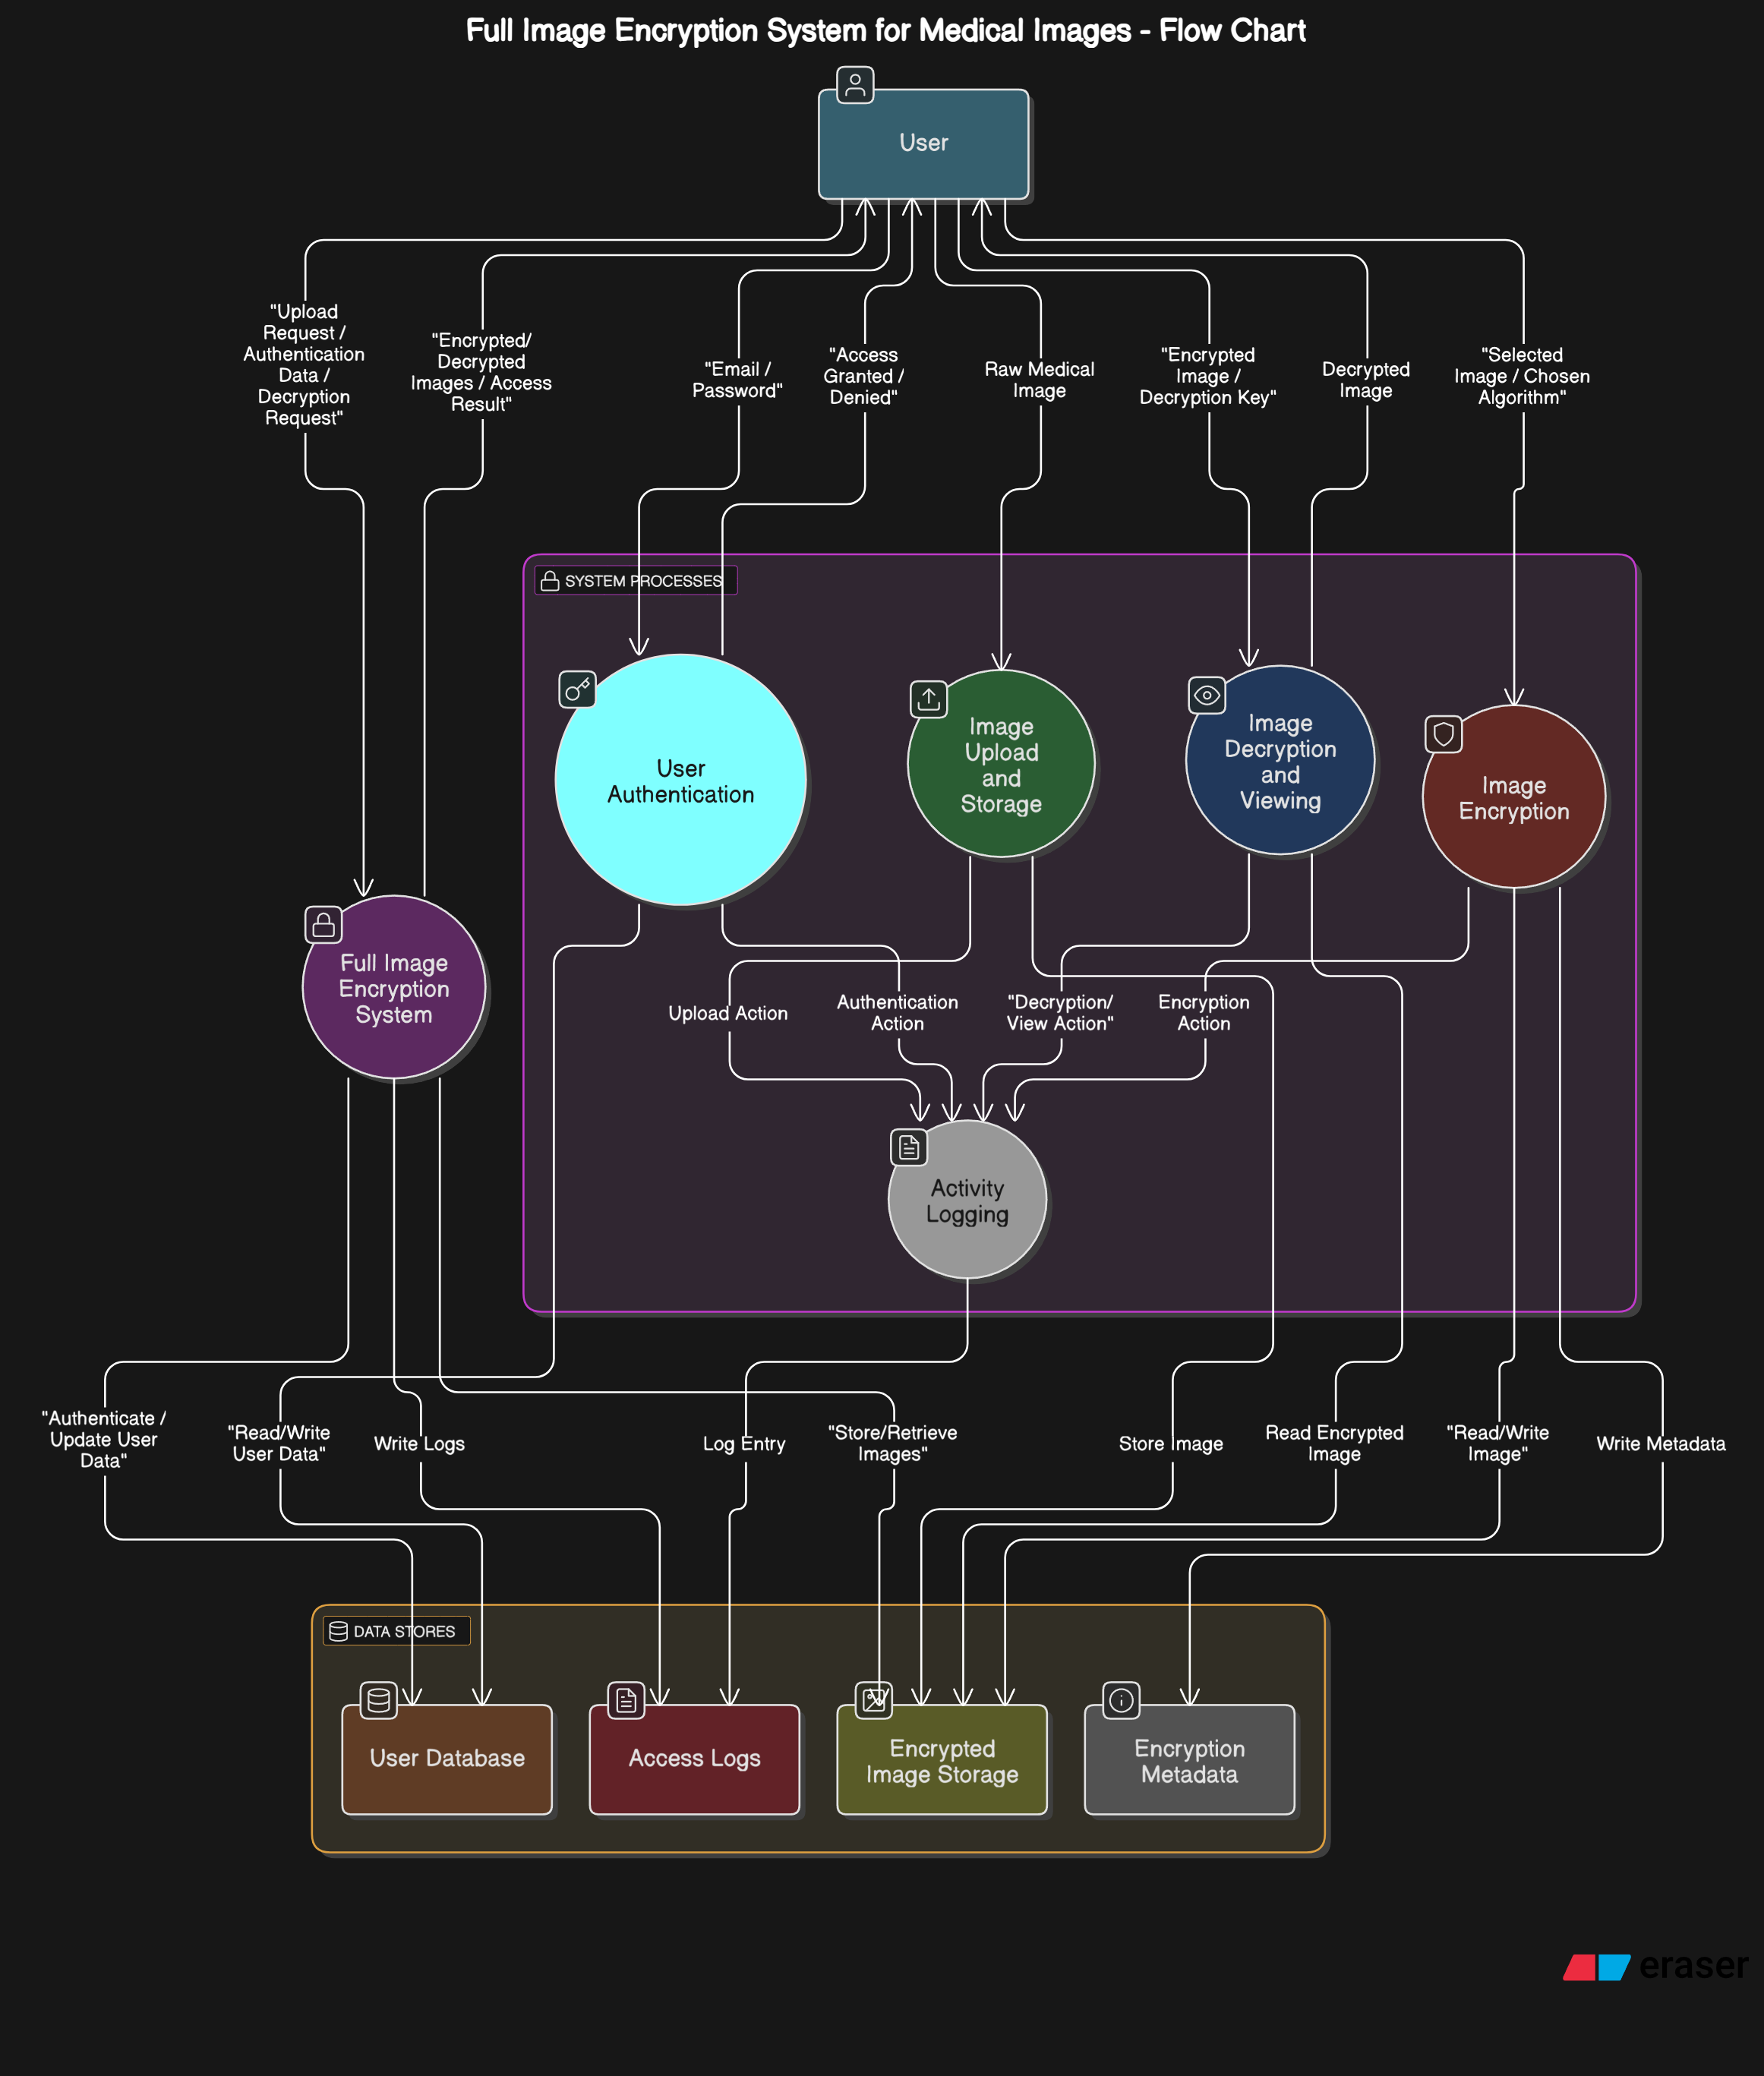 Full Image Encryption System for Medical Images - Flow Chart
User
"Upload
Request /
Authentication
Data /
Decryption
Request"
"Encrypted/
Decrypted
Images / Access
Result"
"Email /
Password"
"Access
Granted /
Denied"
Raw Medical
Image
"Encrypted
Image /
Decryption Key"
Decrypted
Image
"Selected
Image / Chosen
Algorithm"
SYSTEM PROCESSES
User
Authentication
Image
Upload
and
Storage
Image
Decryption
and
Viewing
Image
Encryption
Full Image
Encryption
System
Upload Action
Authentication
Action
"Decryption/
View Action"
Encryption
Action
Activity
Logging
"Authenticate /
Update User
Data"
"Read/Write
User Data"
Write Logs
Log Entry
"Store/Retrieve
Images"
Store Image
Read Encrypted
Image
"Read/Write
Image"
Write Metadata
DATA STORES
User Database
Access Logs
Encrypted
Image Storage
Encryption
Metadata
eraser